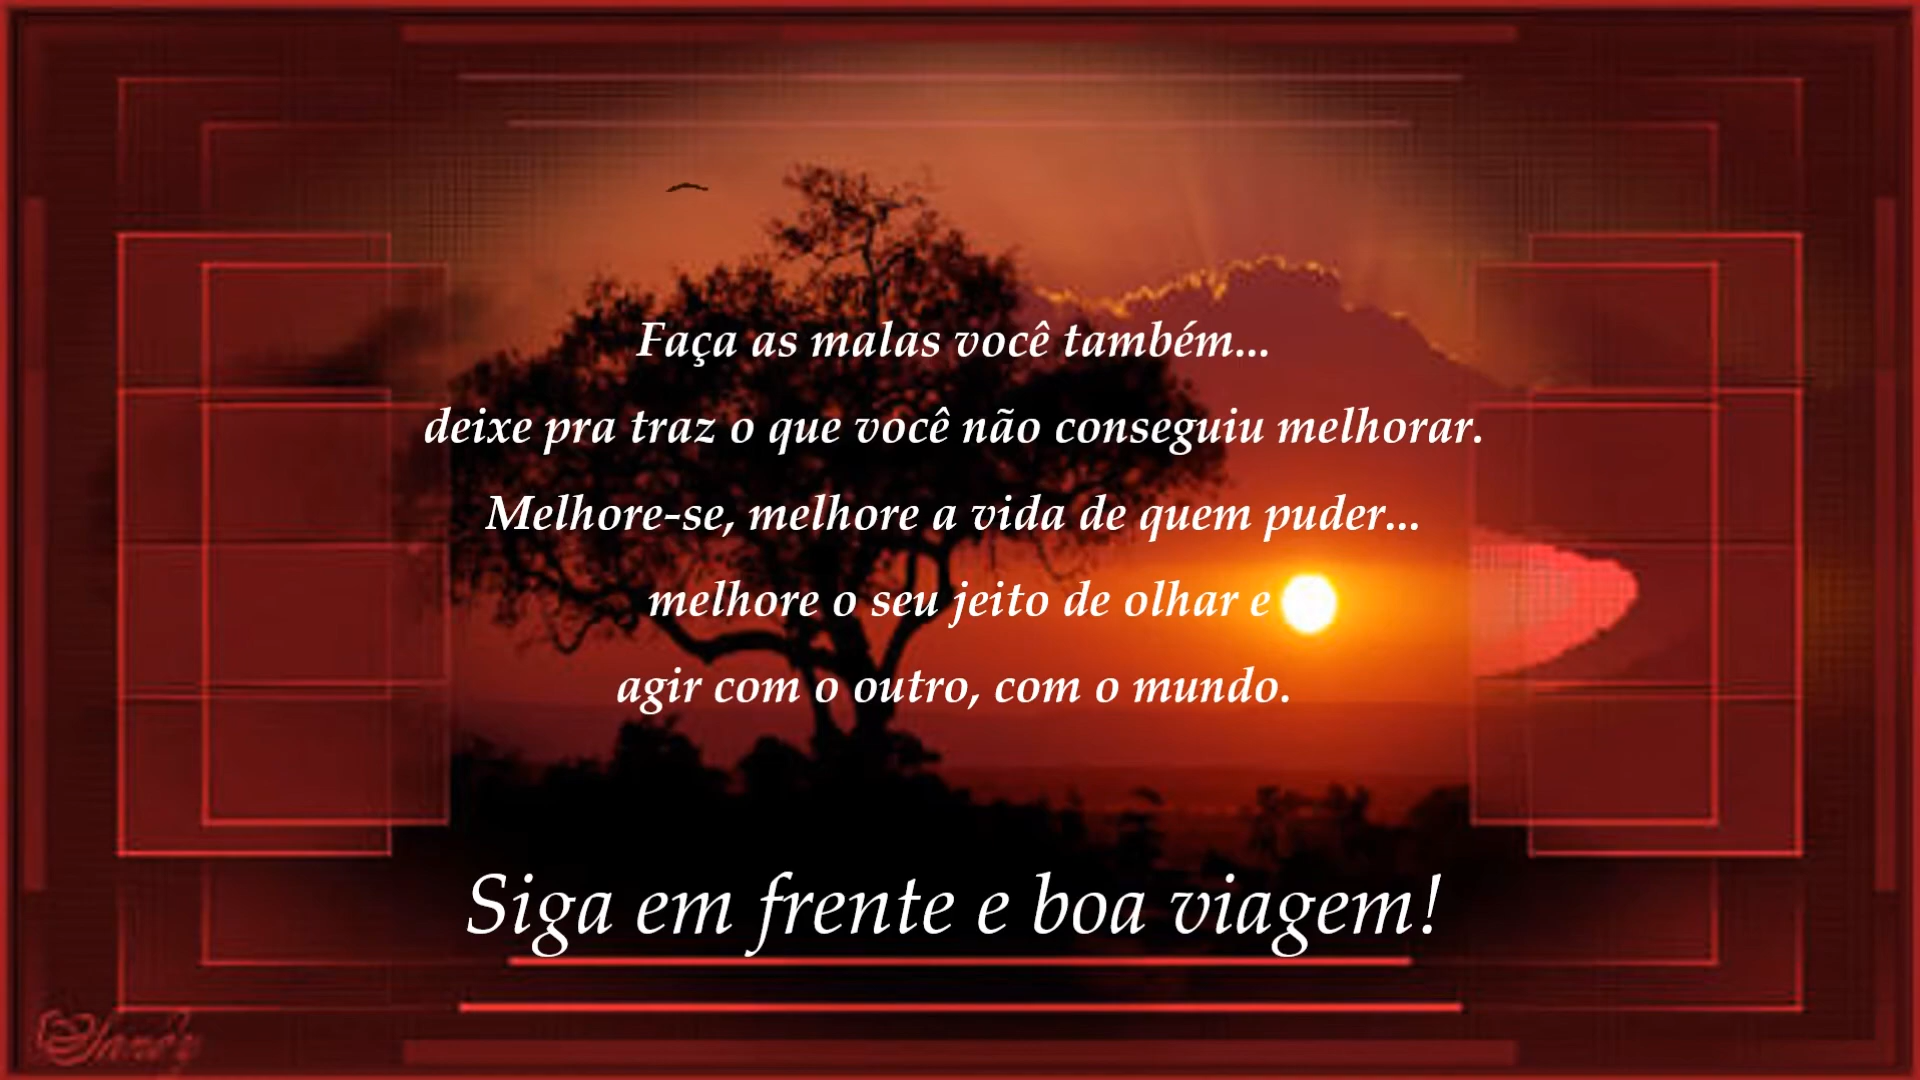 Faça as malas você também...
deixe pra traz o que você não conseguiu melhorar.
Melhore-se, melhore a vida de quem puder...
melhore o seu jeito de olhar e
agir com o outro, com o mundo.
Siga em frente e boa viagem!